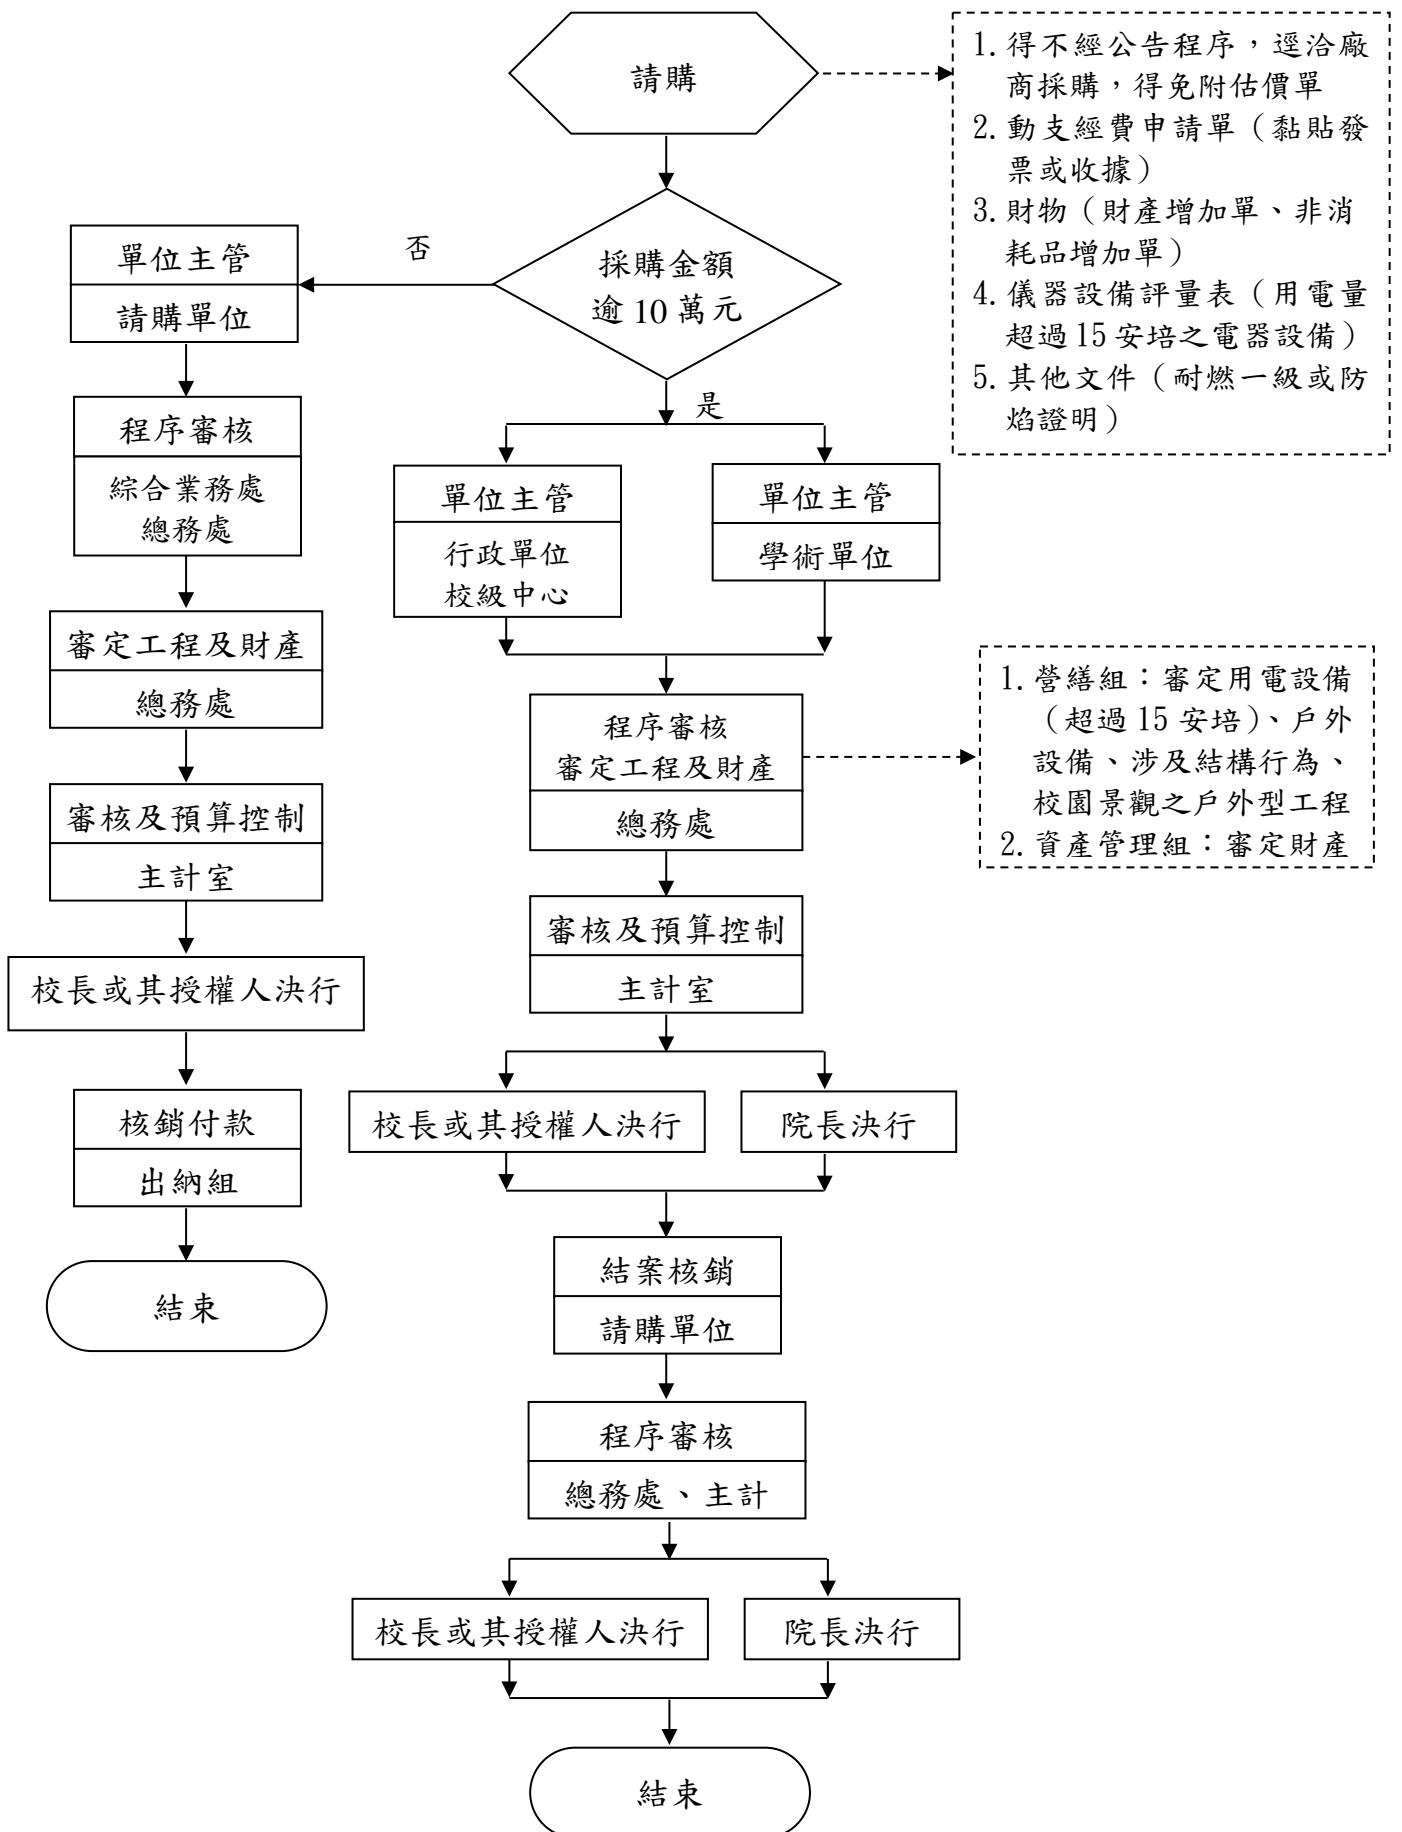 請購
1. 得不經公告程序，逕洽廠
商採購，得免附估價單
2. 動支經費申請單（黏貼發
票或收據）
3. 財物（財產增加單、非消
耗品增加單）
4. 儀器設備評量表（用電量
超過 15 安培之電器設備）
5. 其他文件（耐燃一級或防
焰證明）
採購金額
逾 10 萬元
否
是
單位主管
請購單位
程序審核
綜合業務處
總務處
審定工程及財產
總務處
審核及預算控制
主計室
校長或其授權人決行
核銷付款
出納組
結束
單位主管
行政單位
校級中心
單位主管
學術單位
程序審核
審定工程及財產
總務處
1. 營繕組：審定用電設備
（超過 15 安培）、戶外
設備、涉及結構行為、
校園景觀之戶外型工程
2. 資產管理組：審定財產
審核及預算控制
主計室
校長或其授權人決行
院長決行
結案核銷
請購單位
程序審核
總務處、主計
校長或其授權人決行
院長決行
結束